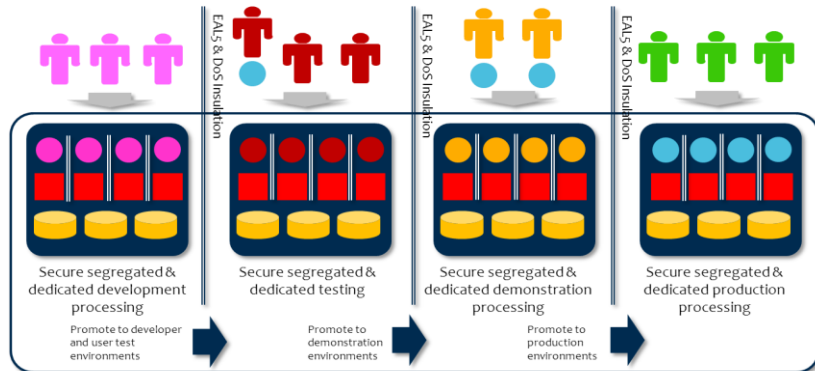 EAL5 & DoS Insulation
EAL5 & DoS Insulation
EAL5 & DoS Insulation
Secure segregated &
dedicated development
processing
Secure segregated &
dedicated testing
Secure segregated &
dedicated demonstration
processing
Secure segregated &
dedicated production
processing
Promote to developer
and user test
environments
Promote to
demonstration
environments
Promote to
production
environments